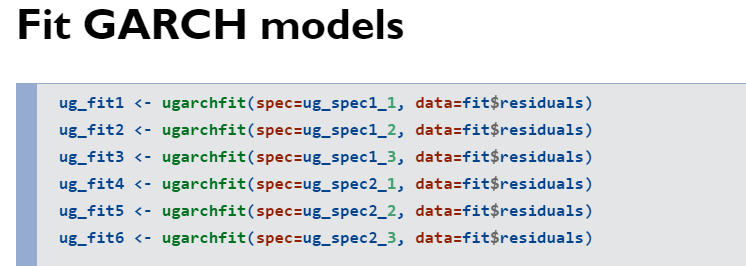 Fit GARCH models
ug_fit1 <- ugarchfit(spec=ug_spec1_1, data=fit$residuals)
ug_fit2 <- ugarchfit(spec=ug_spec1_2, data=fit$residuals)
ug_fit3 <- ugarchfit(spec=ug_spec1_3, data=fit$residuals)
ug_fit4 <- ugarchfit(spec=ug_spec2_1, data=fit$residuals)
ug_fit5 <- ugarchfit(spec=ug_spec2_2, data=fit$residuals)
ug_fit6 <- ugarchfit(spec=ug_spec2_3, data=fit$residuals)